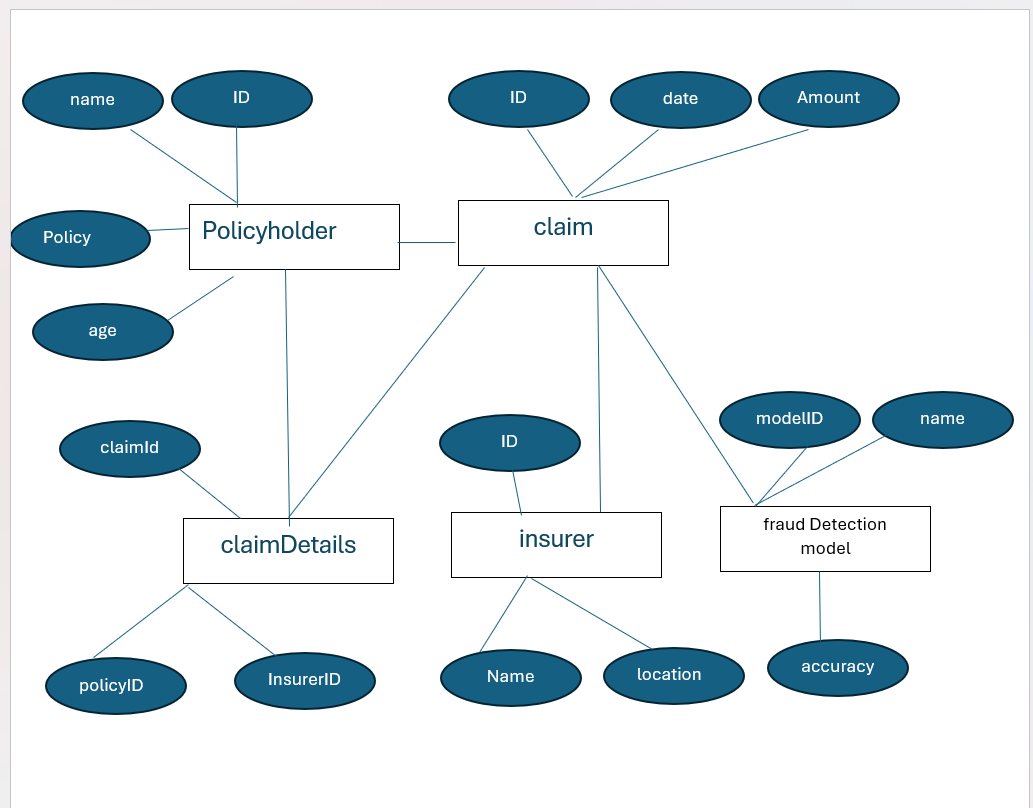 name
ID
ID
date
Amount
Policyholder
claim
Policy
age
modelID
name
claimId
ID
fraud Detection
model
claimDetails
insurer
policyID
InsurerID
Name
location
accuracy